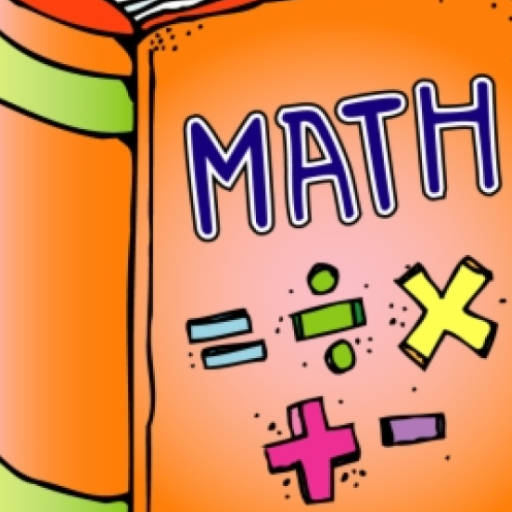 MATH
= ÷ ×
+ -